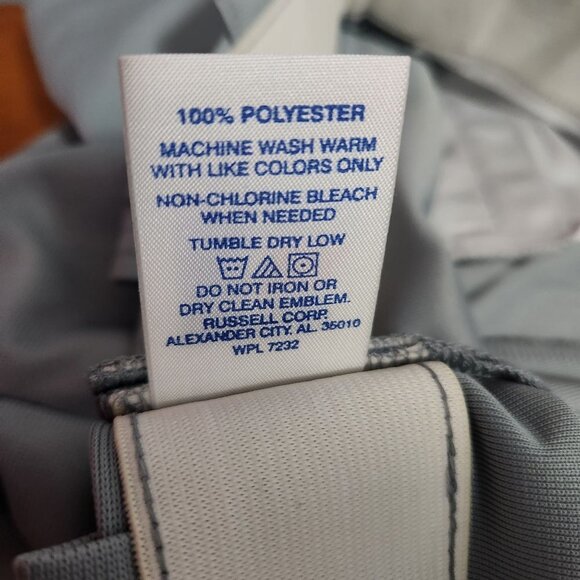 100% POLYESTER
MACHINE WASH WARM
WITH LIKE COLORS ONLY
NON-CHLORINE BLEACH
WHEN NEEDED
TUMBLE DRY LOW
DO NOT IRON OR
DRY CLEAN EMBLEM.
RUSSELL CORP.
ALEXANDER CITY, AL. 35010
WPL 7232